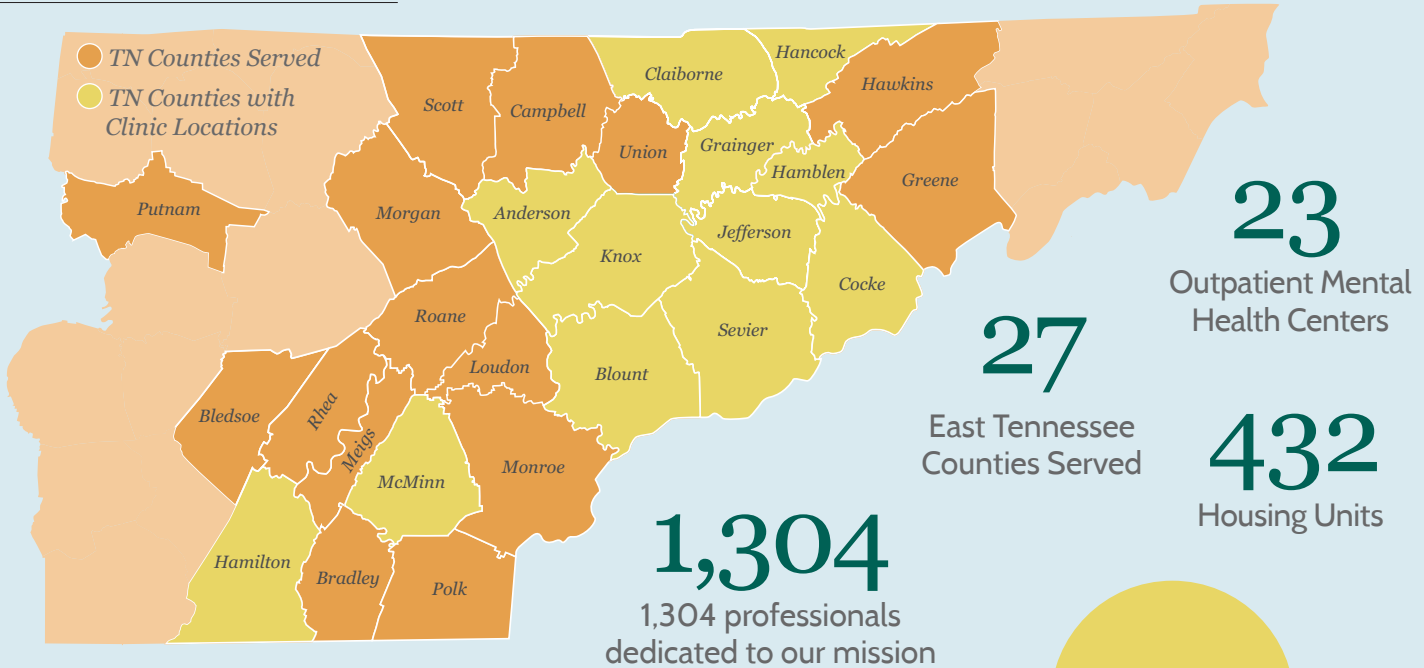 TN Counties Served
TN Counties with
Clinic Locations
Scott
Campbell
Claiborne
Hancock
Hawkins
Union
Grainger
Hamblen
Greene
Putnam
Morgan
Anderson
Knox
Jefferson
Cocke
Roane
Loudon
Sevier
Blount
Bledsoe
Rhea
Meigs
McMinn
Monroe
Hamilton
Bradley
Polk
23
Outpatient Mental
Health Centers
27
East Tennessee
Counties Served
432
Housing Units
1,304
1,304 professionals
dedicated to our mission